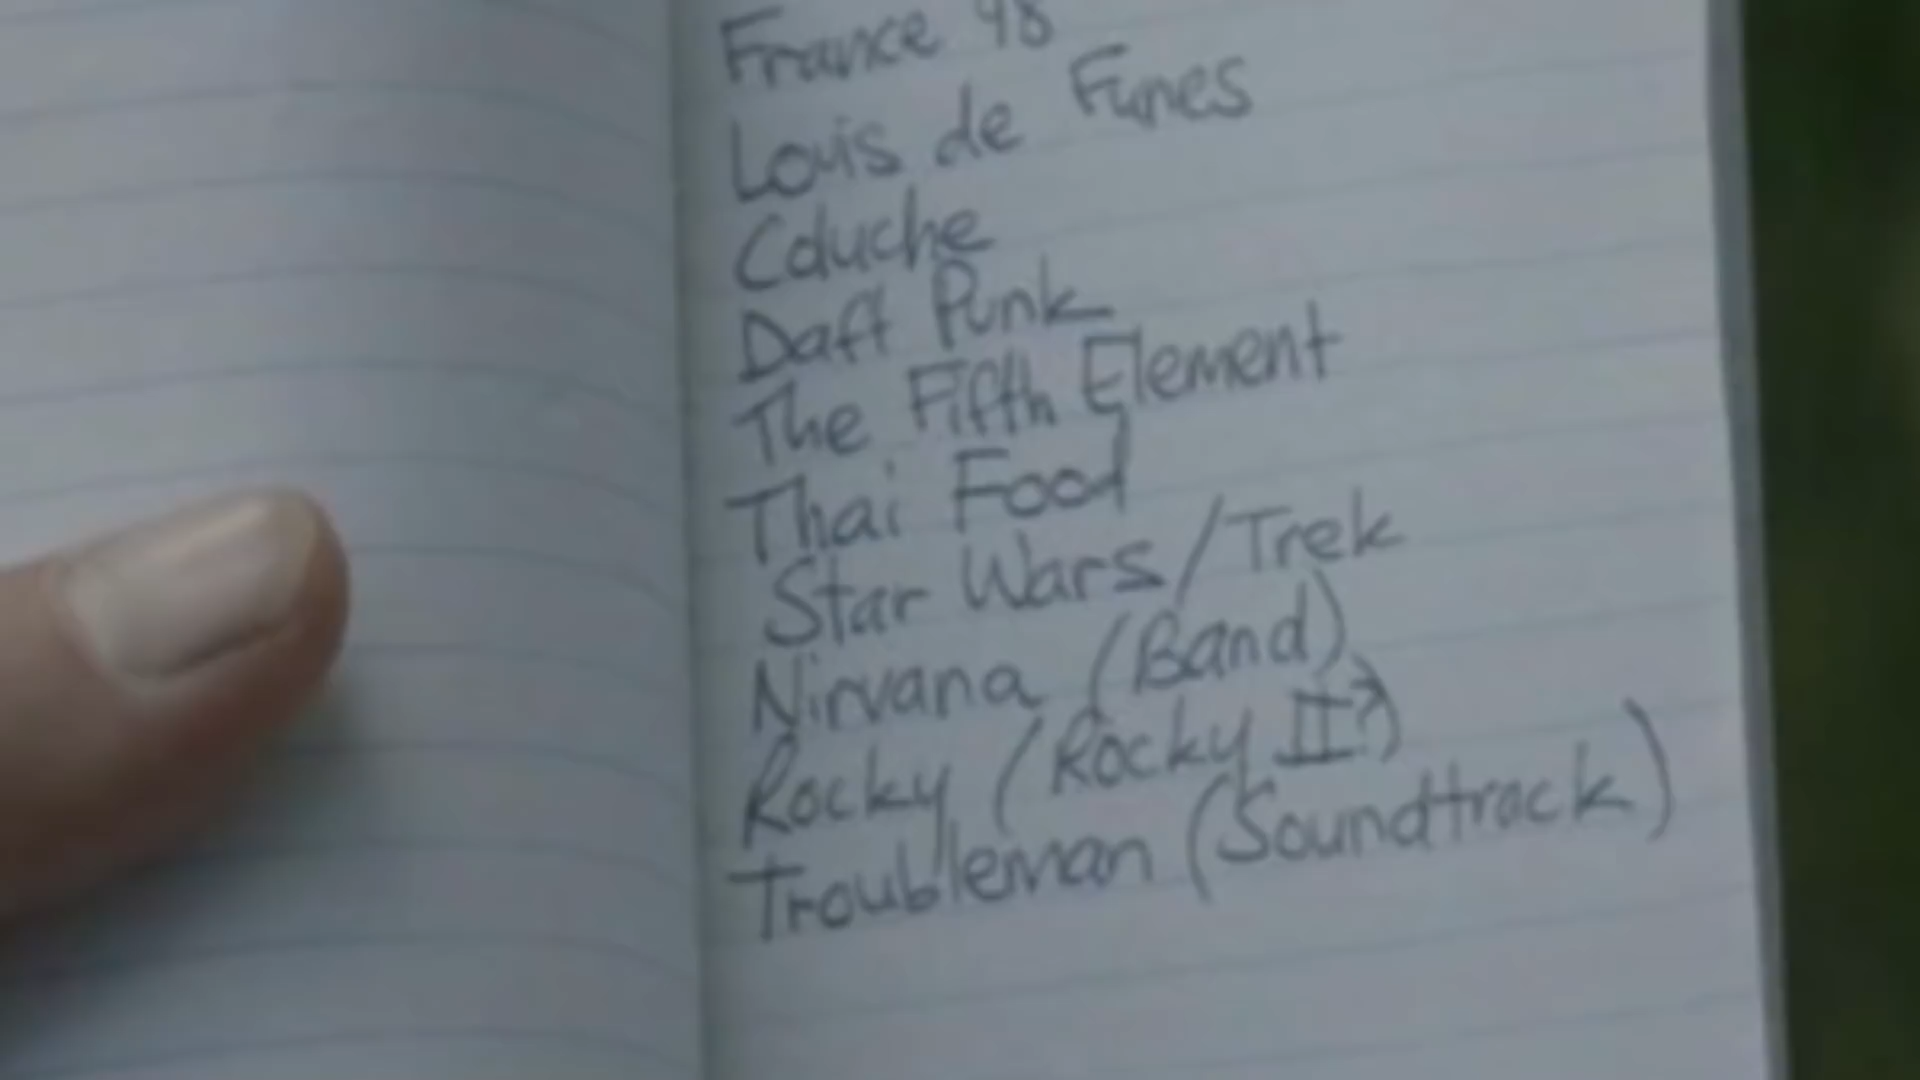 France 98
Louis de Funes
Coluche
Daft Punk
The Fifth Element
Thai Food
Star Wars/Trek
Nirvana (Band)
Rocky (Rocky II?)
Troubleman (Soundtrack)